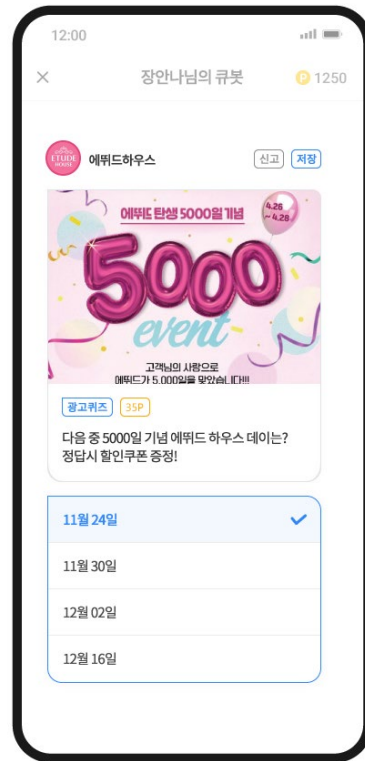 12:00
장안나님의 큐봇
P 1250
ETUDE
HOUSE
에뛰드하우스
신고
저장
에뛰드 탄생 5000일 기념
4.26
~4.28
5000
event
고객님의 사랑으로
에뛰드가 5,000일을 맞았습니다!!!
광고퀴즈
35P
다음 중 5000일 기념 에뛰드 하우스 데이는?
정답시 할인쿠폰 증정!
11월 24일
11월 30일
12월 02일
12월 16일